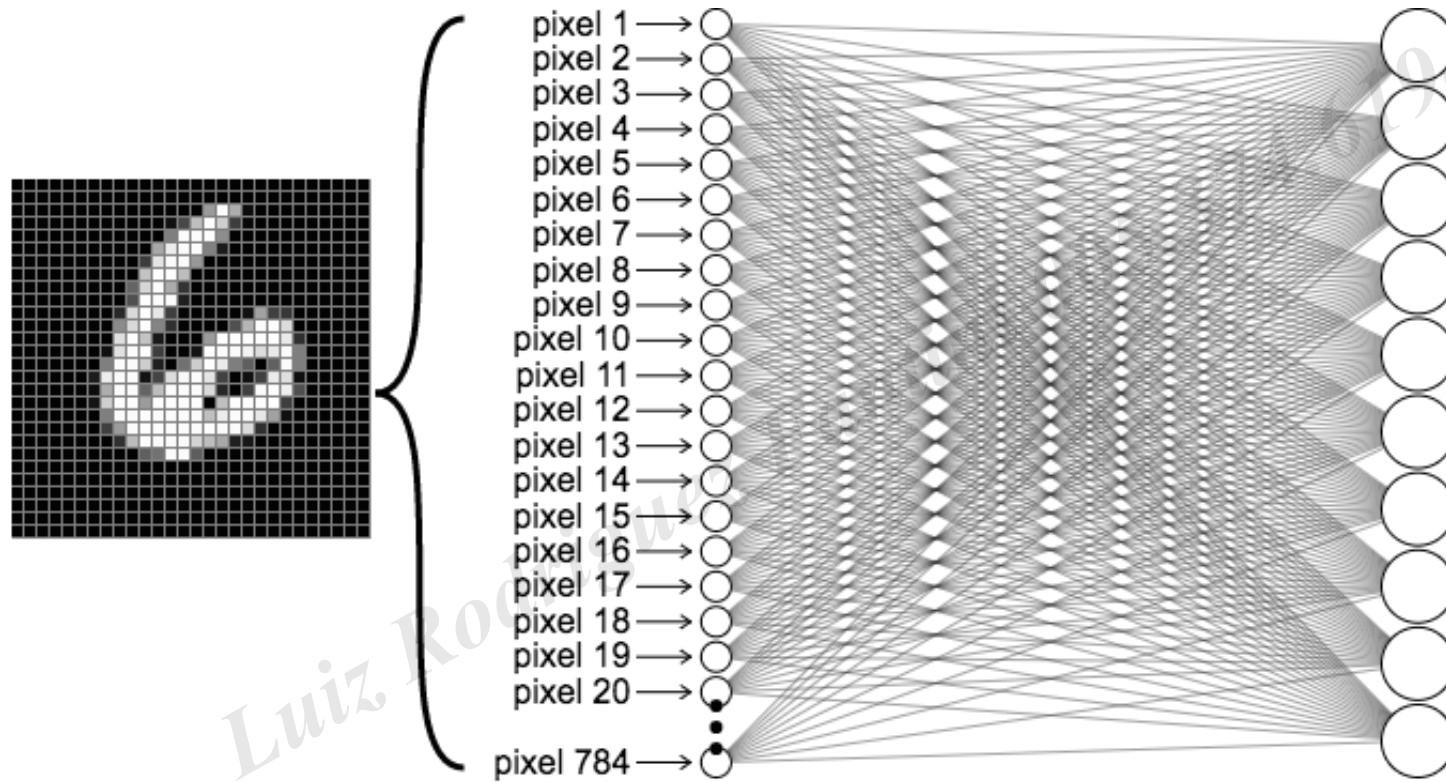 pixel 1
pixel 2
pixel 3
pixel 4
pixel 5
pixel 6
pixel 7
pixel 8
pixel 9
pixel 10
pixel 11
pixel 12
pixel 13
pixel 14
pixel 15
pixel 16
pixel 17
pixel 18
pixel 19
pixel 20
pixel 784
Luiz Rodriguez